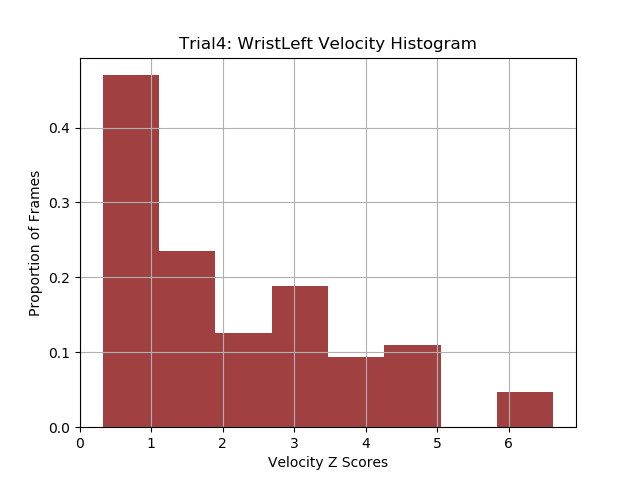 Trial4: WristLeft Velocity Histogram
Proportion of Frames
0.4
0.3
0.2
0.1
0.0
0 1 2 3 4 5 6
Velocity Z Scores